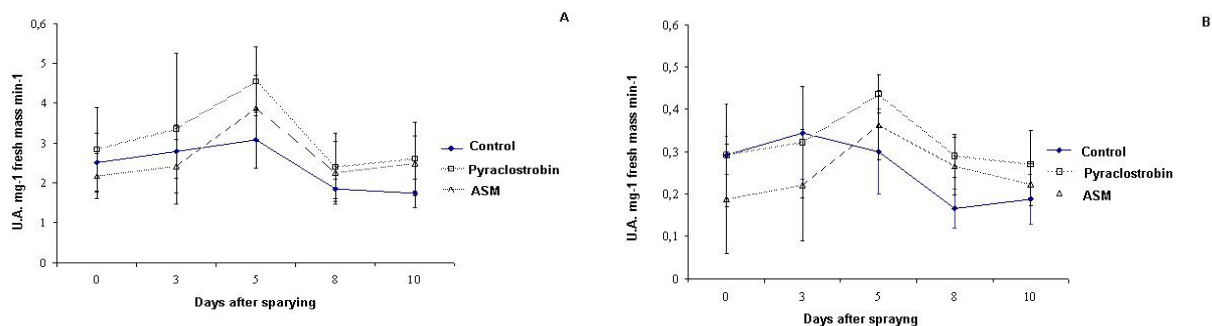 A
0,6
5
4
3
2
1
0
U.A. mg-1 fresh mass min-1
0 3 5 8 10
Days after sparying
Control
Pyraclostrobin
ASM
B
0,6
0,5
0,4
0,3
0,2
0,1
0
U.A. mg-1 fresh mass min-1
0 3 5 8 10
Days after sprayng
Control
Pyraclostrobin
ASM